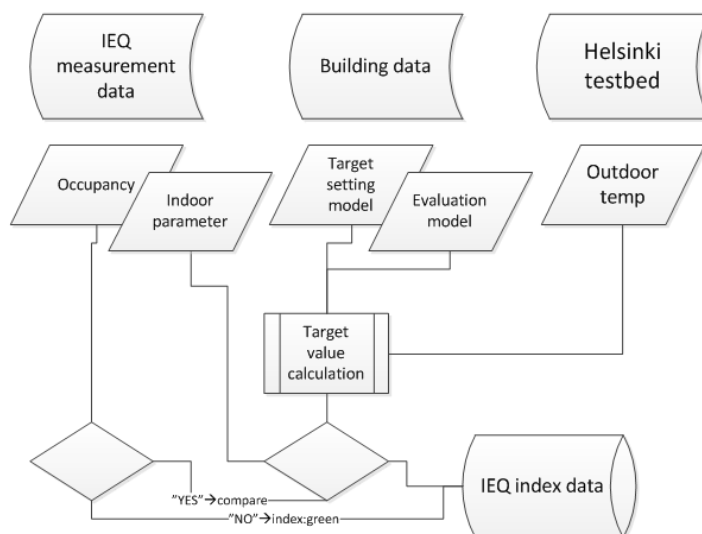 IEQ
measurement
data
Building data
Helsinki
testbed
Occupancy
Indoor
parameter
Target
setting
model
Evaluation
model
Outdoor
temp
Target
value
calculation
"YES"→compare
"NO"→index:green
IEQ index data